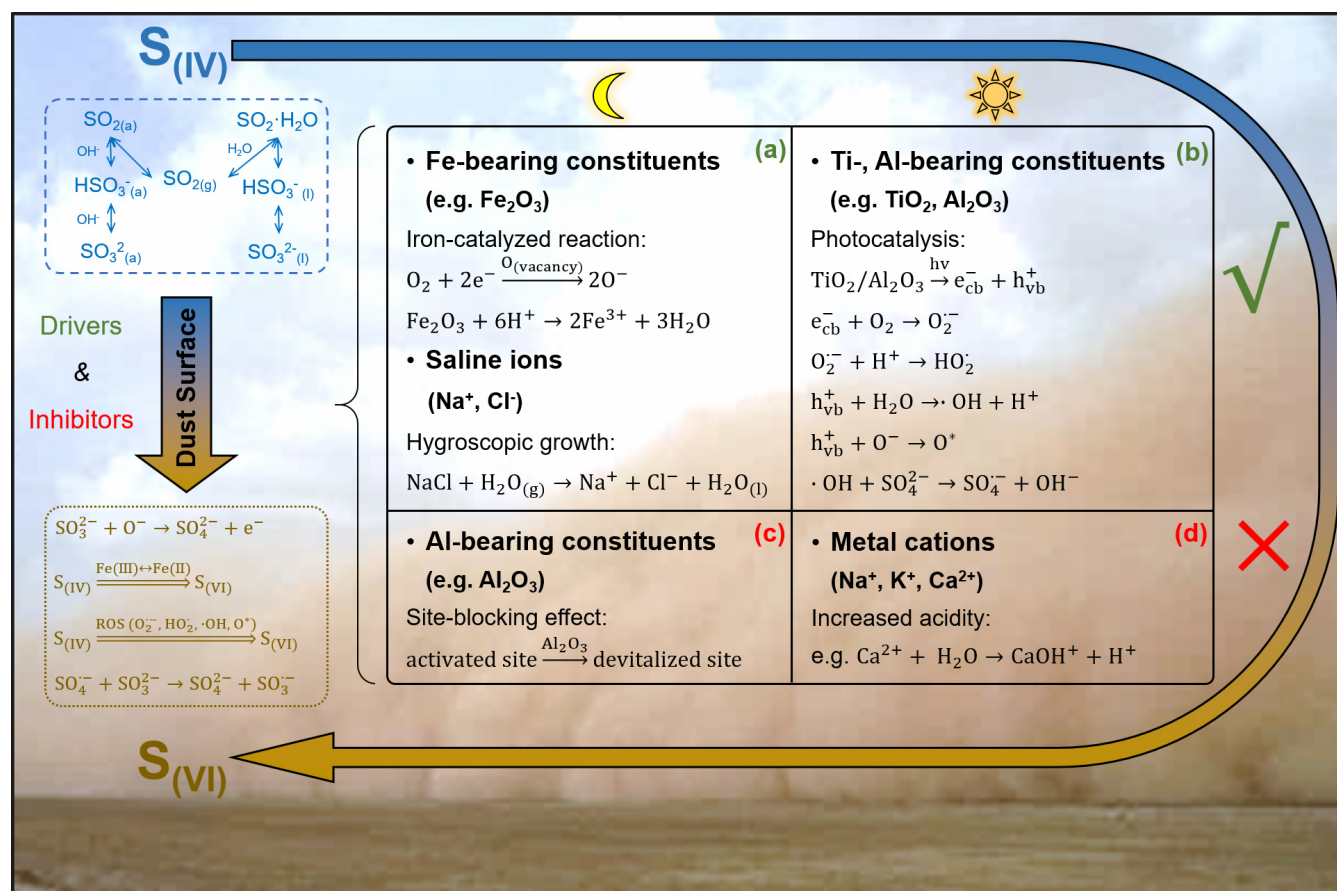 S(IV)
SO₂(a)
SO₂·H₂O
OH⁻
H₂O
SO₂(g)
HSO₃⁻(a)
HSO₃⁻(l)
OH⁻
SO₃²(a)
SO₃²⁻(l)
Drivers
&
Inhibitors
Dust Surface
SO₃²⁻ + O⁻ → SO₄²⁻ + e⁻
Fe(III)↔Fe(II)
S(IV) ⟹ S(VI)
ROS (O₂·⁻, HO₂·, ·OH, O*)
S(IV) ⟹ S(VI)
SO₄·⁻ + SO₃²⁻ → SO₄²⁻ + SO₃·⁻
(a)
• Fe-bearing constituents
(e.g. Fe₂O₃)
Iron-catalyzed reaction:
O(vacancy)
O₂ + 2e⁻ → 2O⁻
Fe₂O₃ + 6H⁺ → 2Fe³⁺ + 3H₂O
• Saline ions
(Na⁺, Cl⁻)
Hygroscopic growth:
NaCl + H₂O(g) → Na⁺ + Cl⁻ + H₂O(l)
(b)
• Ti-, Al-bearing constituents
(e.g. TiO₂, Al₂O₃)
Photocatalysis:
hv
TiO₂/Al₂O₃ → e⁻cb + h⁺vb
e⁻cb + O₂ → O₂·⁻
O₂·⁻ + H⁺ → HO₂·
h⁺vb + H₂O →· OH + H⁺
h⁺vb + O⁻ → O*
· OH + SO₄²⁻ → SO₄·⁻ + OH⁻
(c)
• Al-bearing constituents
(e.g. Al₂O₃)
Site-blocking effect:
Al₂O₃
activated site → devitalized site
(d)
• Metal cations
(Na⁺, K⁺, Ca²⁺)
Increased acidity:
e.g. Ca²⁺ + H₂O → CaOH⁺ + H⁺
√
×
S(VI)